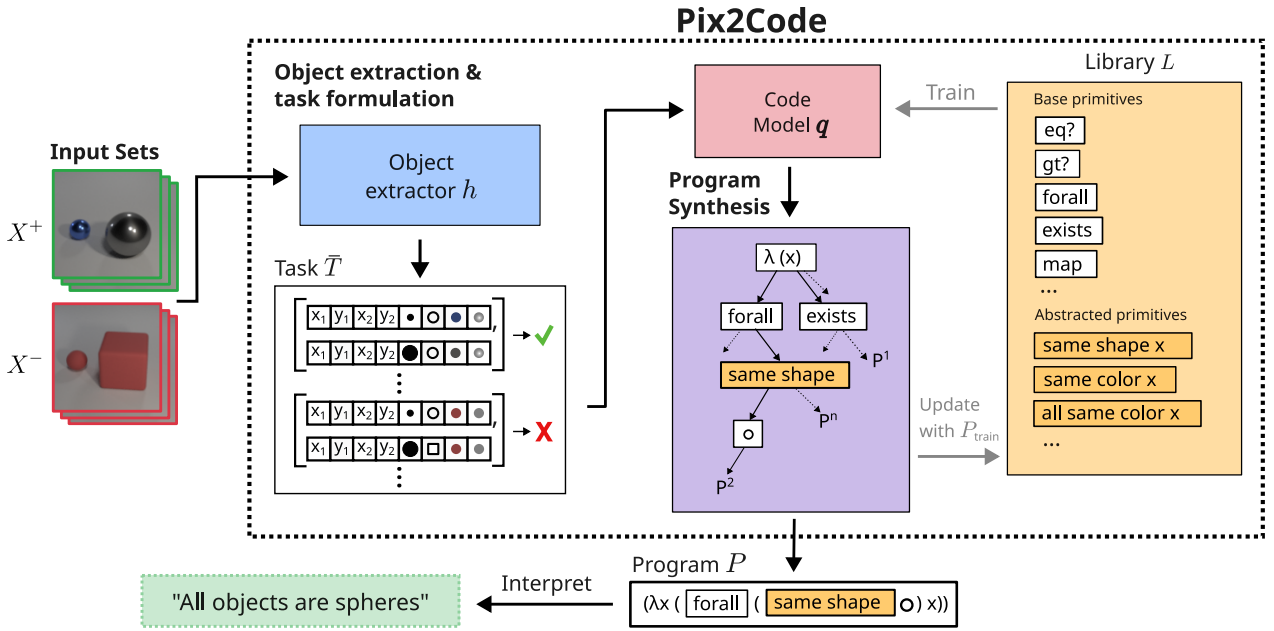 Pix2Code
Object extraction &
task formulation
Input Sets
X⁺
X⁻
Object
extractor h
Task T̄
x₁ y₁ x₂ y₂ ,
x₁ y₁ x₂ y₂
x₁ y₁ x₂ y₂ ,
x₁ y₁ x₂ y₂
X
Code
Model q
Program
Synthesis
λ (x)
forall
exists
same shape
P¹
Pⁿ
P²
Train
Update
with P_train
Library L
Base primitives
eq?
gt?
forall
exists
map
...
Abstracted primitives
same shape x
same color x
all same color x
...
Program P
(λx ( forall ( same shape o ) x))
Interpret
"All objects are spheres"